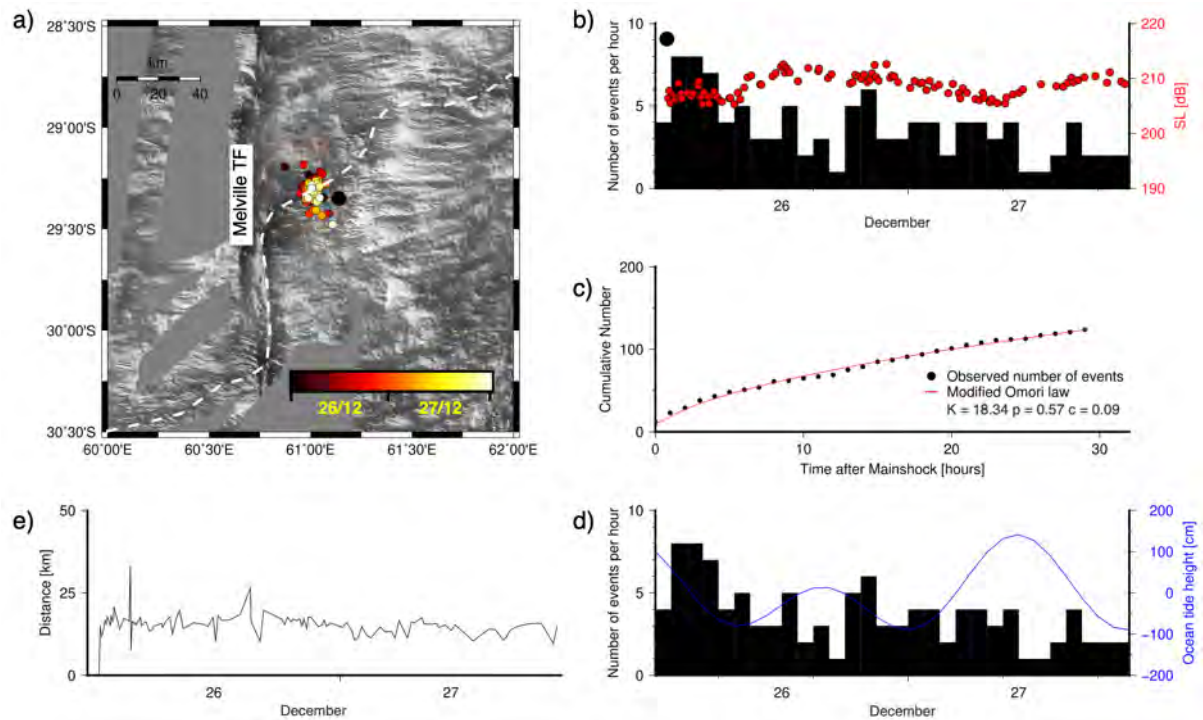 a)
28˚30'S
29˚00'S
29˚30'S
30˚00'S
30˚30'S
60˚00'E
60˚30'E
61˚00'E
61˚30'E
62˚00'E
km
0 20 40
Melville TF
26/12 27/12
b)
Number of events per hour
10
5
0
SL [dB]
220
210
200
190
26 27
December
c)
Cumulative Number
200
100
0
Observed number of events
Modified Omori law
K = 18.34 p = 0.57 c = 0.09
0 10 20 30
Time after Mainshock [hours]
e)
Distance [km]
50
25
0
26 27
December
d)
Number of events per hour
10
5
0
Ocean tide height [cm]
200
100
0
−100
−200
26 27
December